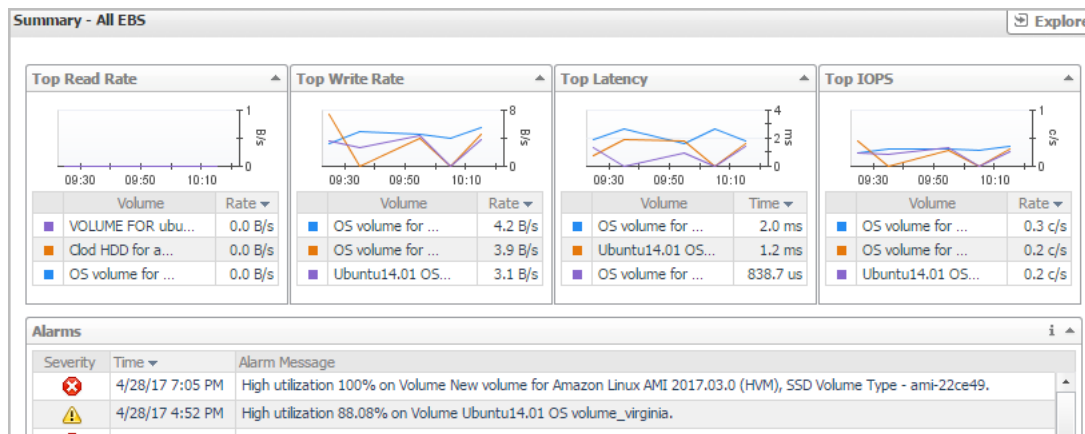 Summary - All EBS
Explore
Top Read Rate
1
B/s
0
09:30 09:50 10:10
Volume Rate
VOLUME FOR ubu... 0.0 B/s
Clod HDD for a... 0.0 B/s
OS volume for ... 0.0 B/s
Top Write Rate
8
B/s
0
09:30 09:50 10:10
Volume Rate
OS volume for ... 4.2 B/s
OS volume for ... 3.9 B/s
Ubuntu14.01 OS... 3.1 B/s
Top Latency
4
2 ms
0
09:30 09:50 10:10
Volume Time
OS volume for ... 2.0 ms
Ubuntu14.01 OS... 1.2 ms
OS volume for ... 838.7 us
Top IOPS
1
c/s
0
09:30 09:50 10:10
Volume Rate
OS volume for ... 0.3 c/s
OS volume for ... 0.2 c/s
Ubuntu14.01 OS... 0.2 c/s
Alarms
Severity Time Alarm Message
4/28/17 7:05 PM High utilization 100% on Volume New volume for Amazon Linux AMI 2017.03.0 (HVM), SSD Volume Type - ami-22ce49.
4/28/17 4:52 PM High utilization 88.08% on Volume Ubuntu14.01 OS volume_virginia.